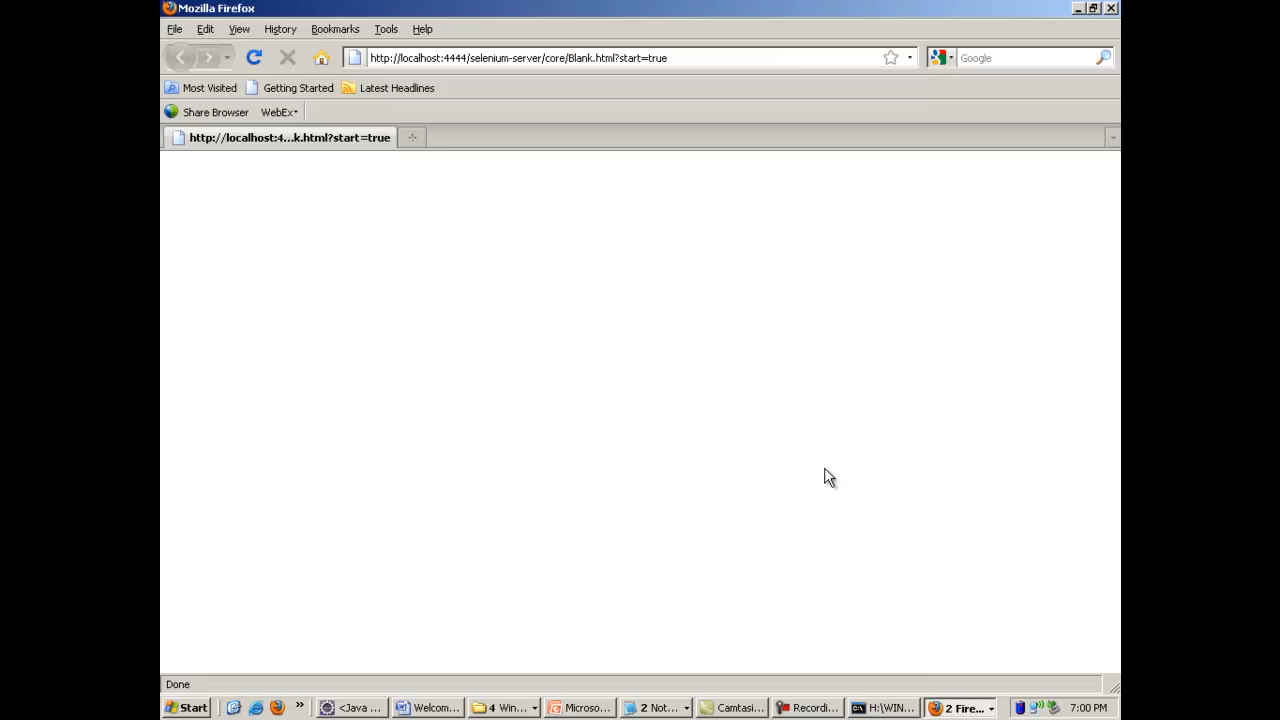 Mozilla Firefox
File Edit View History Bookmarks Tools Help
http://localhost:4444/selenium-server/core/Blank.html?start=true
Google
Most Visited Getting Started Latest Headlines
Share Browser WebEx
http://localhost:4...k.html?start=true
Done
Start » <Java ... Welcom... 4 Win... Microso... 2 Not... Camtasi... Recordi... H:\WIN... 2 Fire... 7:00 PM